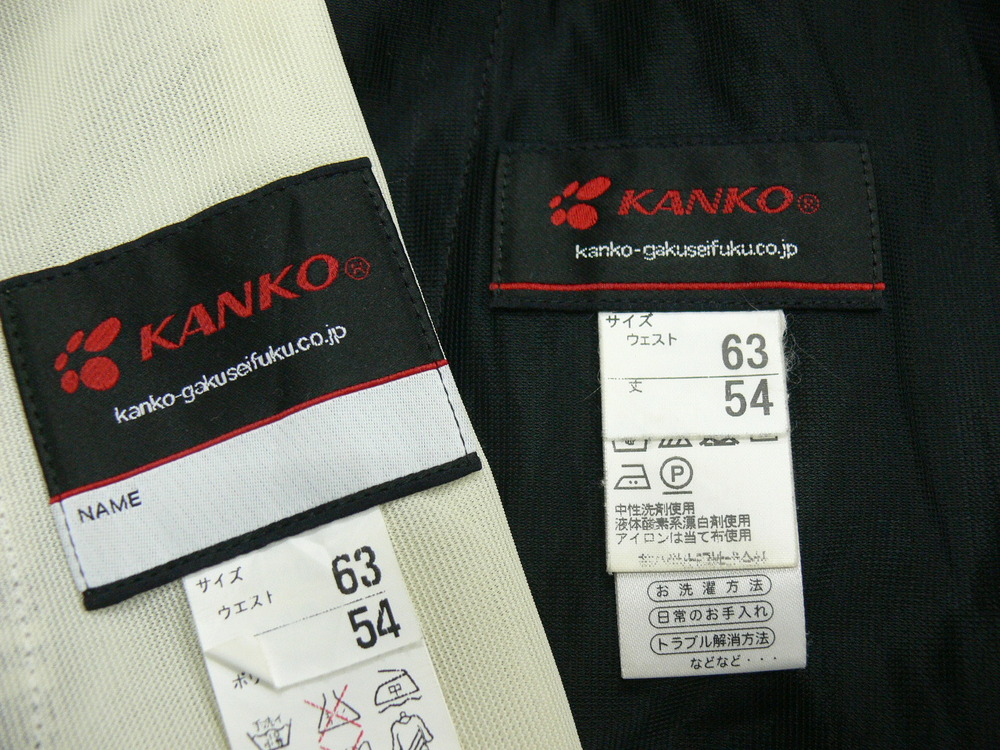 KANKO®
kanko-gakuseifuku.co.jp
NAME
サイズ
ウエスト 63
54
KANKO®
kanko-gakuseifuku.co.jp
サイズ
ウェスト 63
丈 54
P
中性洗剤使用
液体酸素系漂白剤使用
アイロンは当て布使用
お洗濯方法
日常のお手入れ
トラブル解消方法
などなど・・・